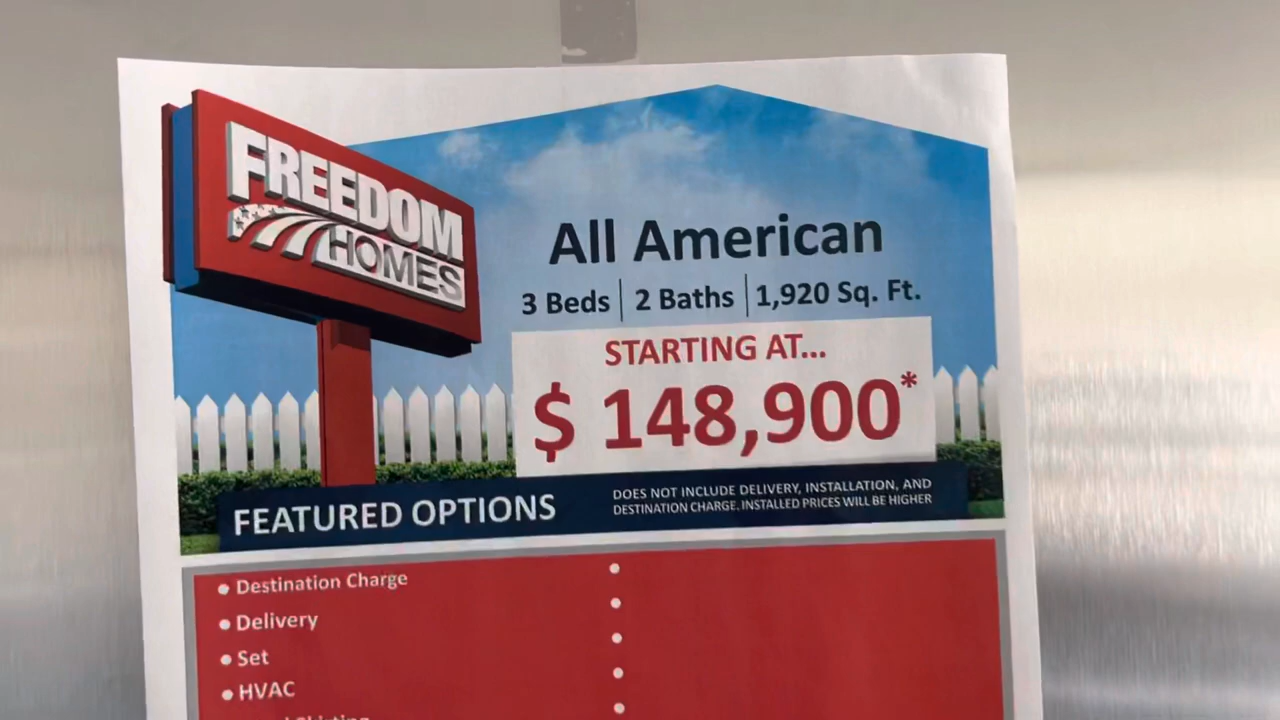 FREEDOM
HOMES
All American
3 Beds | 2 Baths | 1,920 Sq. Ft.
STARTING AT...
$ 148,900*
FEATURED OPTIONS
DOES NOT INCLUDE DELIVERY, INSTALLATION, AND
DESTINATION CHARGE. INSTALLED PRICES WILL BE HIGHER
• Destination Charge
• Delivery
• Set
• HVAC